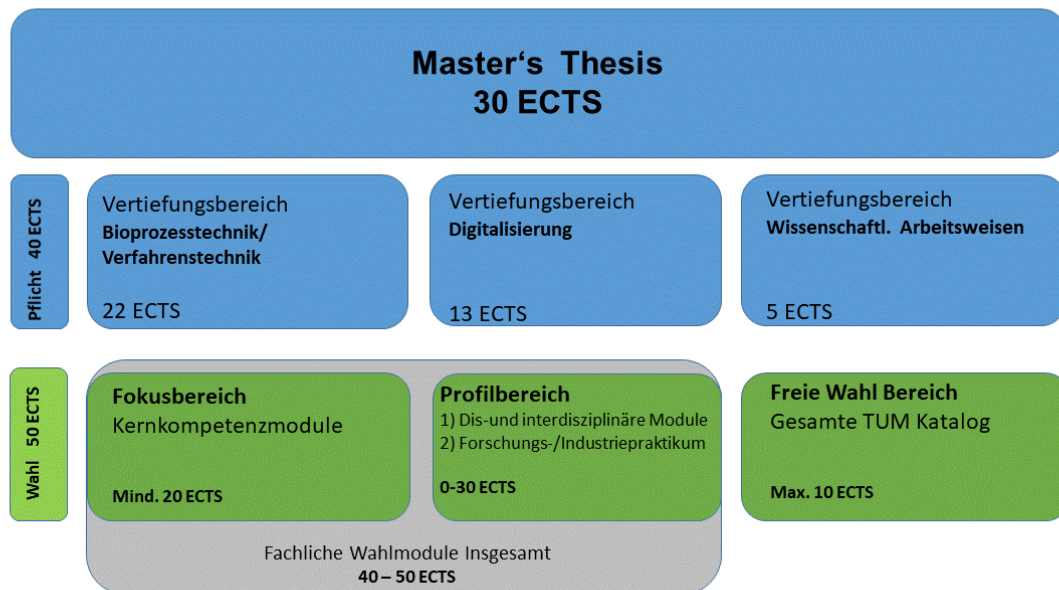 Master‘s Thesis
30 ECTS
Pflicht 40 ECTS
Vertiefungsbereich
Bioprozesstechnik/
Verfahrenstechnik
22 ECTS
Vertiefungsbereich
Digitalisierung
13 ECTS
Vertiefungsbereich
Wissenschaftl. Arbeitsweisen
5 ECTS
Wahl 50 ECTS
Fokusbereich
Kernkompetenzmodule
Mind. 20 ECTS
Profilbereich
1) Dis-und interdisziplinäre Module
2) Forschungs-/Industriepraktikum
0-30 ECTS
Freie Wahl Bereich
Gesamte TUM Katalog
Max. 10 ECTS
Fachliche Wahlmodule Insgesamt
40 – 50 ECTS